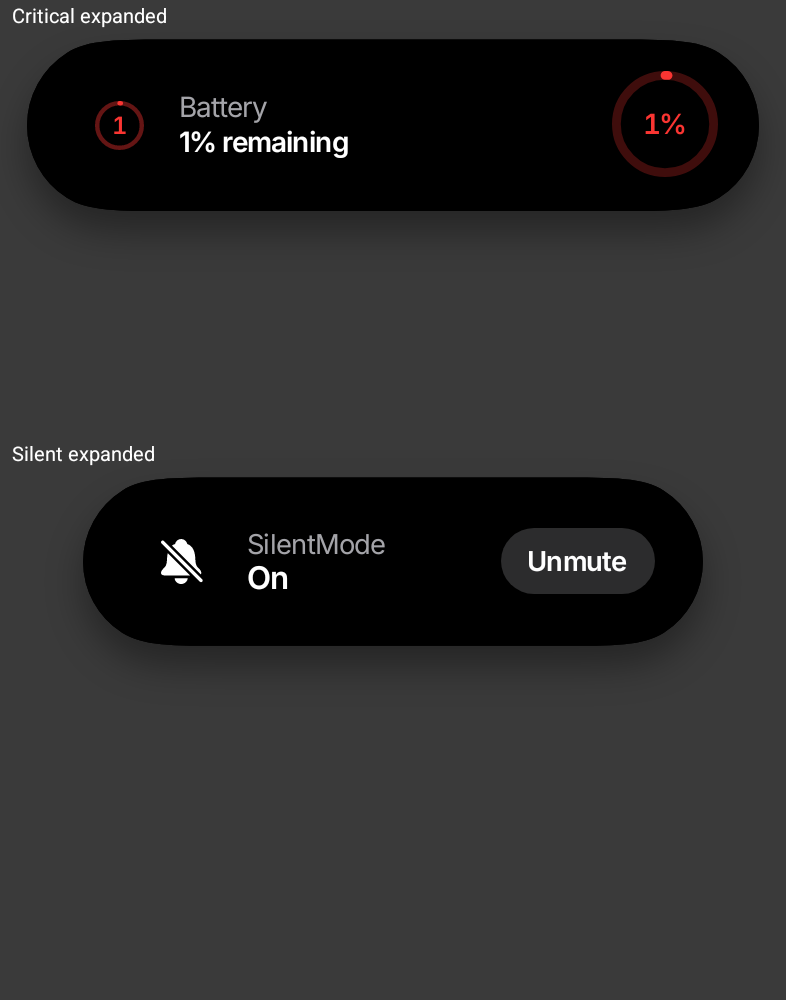 Critical expanded
1
Battery
1% remaining
1%
Silent expanded
SilentMode
On
Unmute